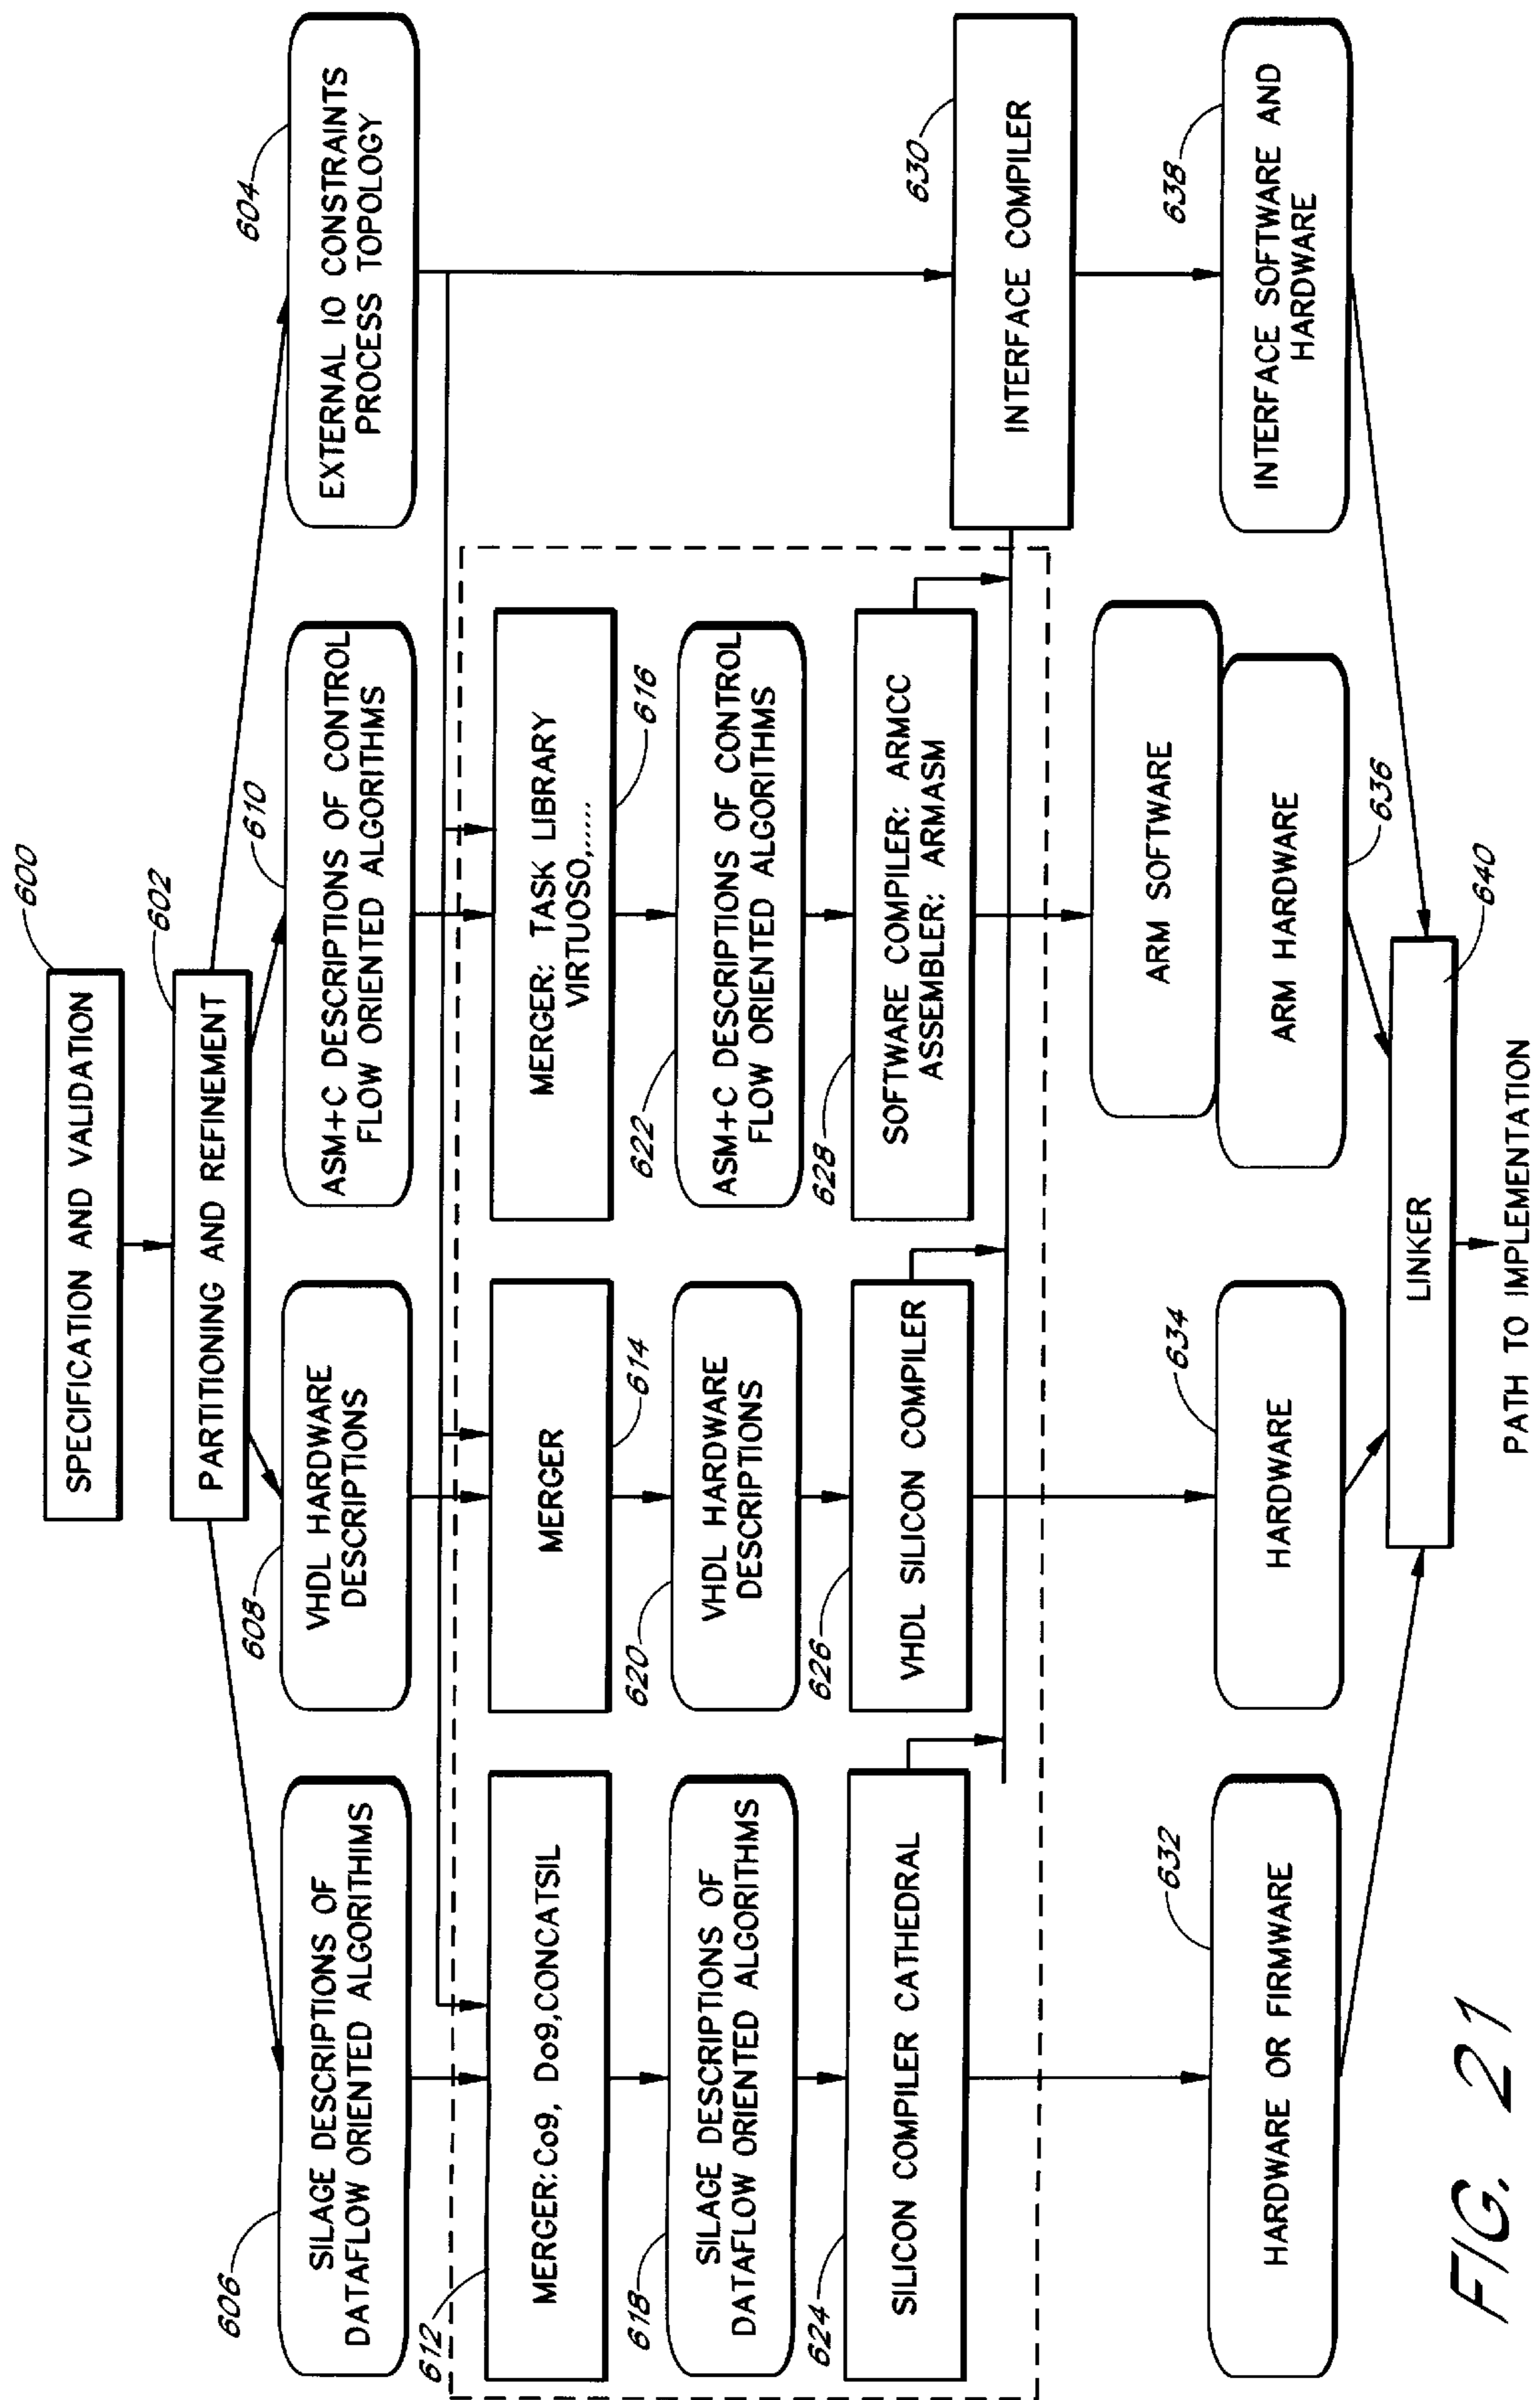 600
SPECIFICATION AND VALIDATION
602
PARTITIONING AND REFINEMENT
606
SILAGE DESCRIPTIONS OF
DATAFLOW ORIENTED ALGORITHIMS
608
VHDL HARDWARE
DESCRIPTIONS
610
ASM+C DESCRIPTIONS OF CONTROL
FLOW ORIENTED ALGORITHMS
604
EXTERNAL IO CONSTRAINTS
PROCESS TOPOLOGY
612
MERGER: Co9, Do9,CONCATSIL
MERGER
614
MERGER: TASK LIBRARY
VIRTUOSO,.....
616
618
SILAGE DESCRIPTIONS OF
DATAFLOW ORIENTED ALGORITHMS
620
VHDL HARDWARE
DESCRIPTIONS
622
ASM+C DESCRIPTIONS OF CONTROL
FLOW ORIENTED ALGORITHMS
624
SILICON COMPILER CATHEDRAL
626
VHDL SILICON COMPILER
628
SOFTWARE COMPILER: ARMCC
ASSEMBLER: ARMASM
630
INTERFACE COMPILER
632
HARDWARE OR FIRMWARE
634
HARDWARE
ARM SOFTWARE
ARM HARDWARE
636
638
INTERFACE SOFTWARE AND
HARDWARE
LINKER
640
PATH TO IMPLEMENTATION
FIG. 21